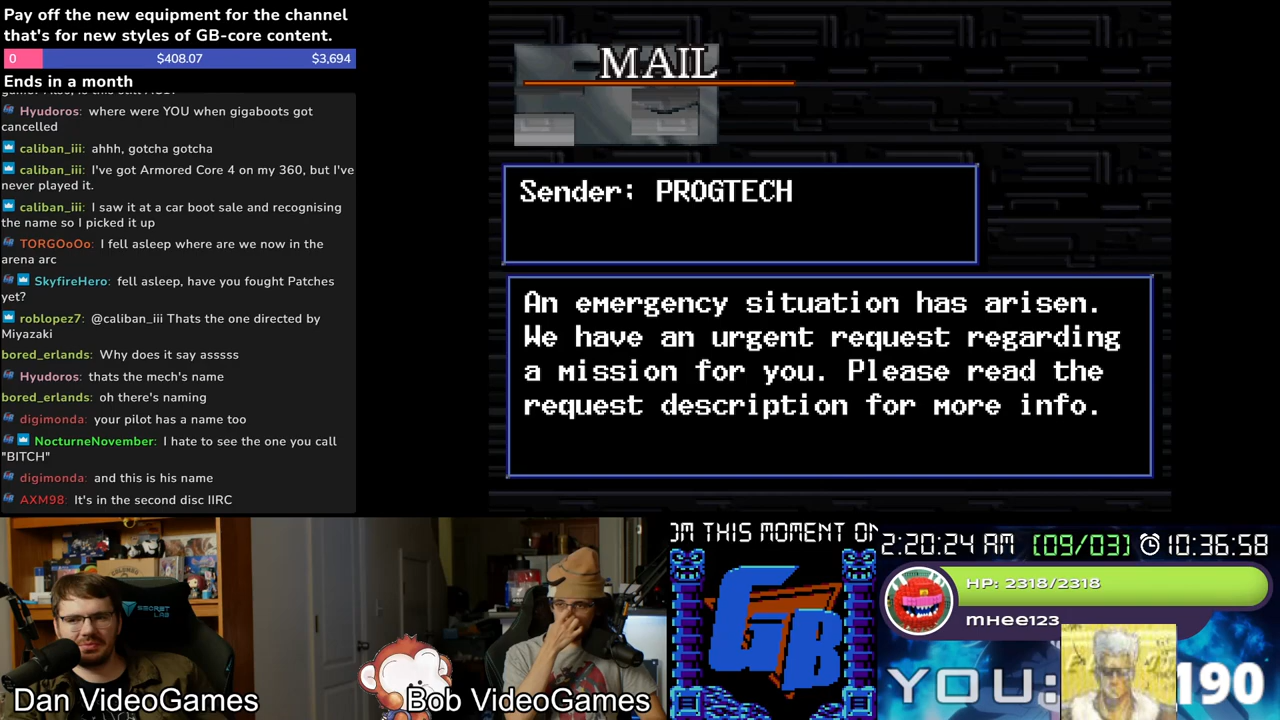 Pay off the new equipment for the channel
that's for new styles of GB-core content.
0 $408.07 $3,694
Ends in a month
Hyudoros: where were YOU when gigaboots got
cancelled
caliban_iii: ahhh, gotcha gotcha
caliban_iii: I've got Armored Core 4 on my 360, but I've
never played it.
caliban_iii: I saw it at a car boot sale and recognising
the name so I picked it up
TORGOoOo: I fell asleep where are we now in the
arena arc
SkyfireHero: fell asleep, have you fought Patches
yet?
roblopez7: @caliban_iii Thats the one directed by
Miyazaki
bored_erlands: Why does it say asssss
Hyudoros: thats the mech's name
bored_erlands: oh there's naming
digimonda: your pilot has a name too
NocturneNovember: I hate to see the one you call
"BITCH"
digimonda: and this is his name
AXM98: It's in the second disc IIRC
MAIL
Sender: PROGTECH
An emergency situation has arisen.
We have an urgent request regarding
a mission for you. Please read the
request description for more info.
SECRET LAB
Dan VideoGames
Bob VideoGames
OM THIS MOMENT ON
GB
2:20:24 AM [09/03] 10:36:58
HP: 2318/2318
mHee123
YOU: 190